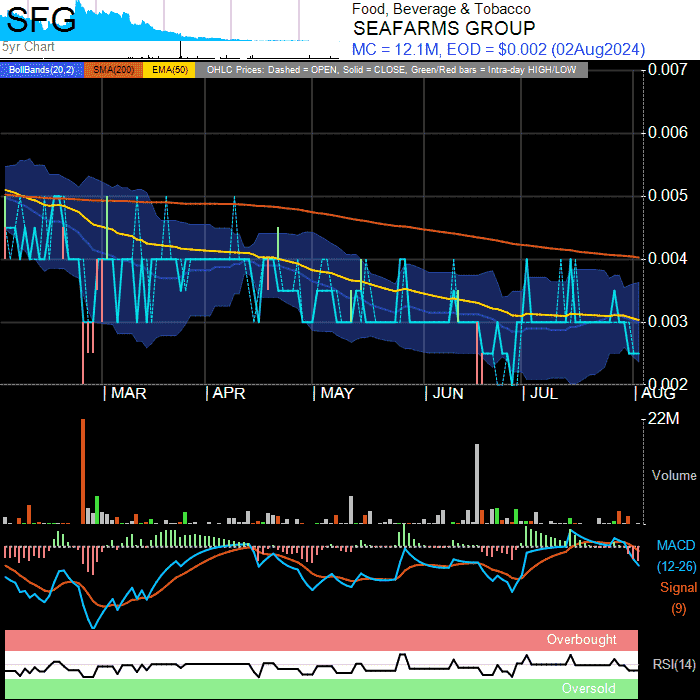 SFG
5yr Chart
Food, Beverage & Tobacco
SEAFARMS GROUP
MC = 12.1M, EOD = $0.002 (02Aug2024)
BollBands(20,2) SMA(200) EMA(50) OHLC Prices: Dashed = OPEN, Solid = CLOSE, Green/Red bars = Intra-day HIGH/LOW
0.007
0.006
0.005
0.004
0.003
0.002
MAR APR MAY JUN JUL AUG
22M
Volume
MACD
(12-26)
Signal
(9)
Overbought
RSI(14)
Oversold